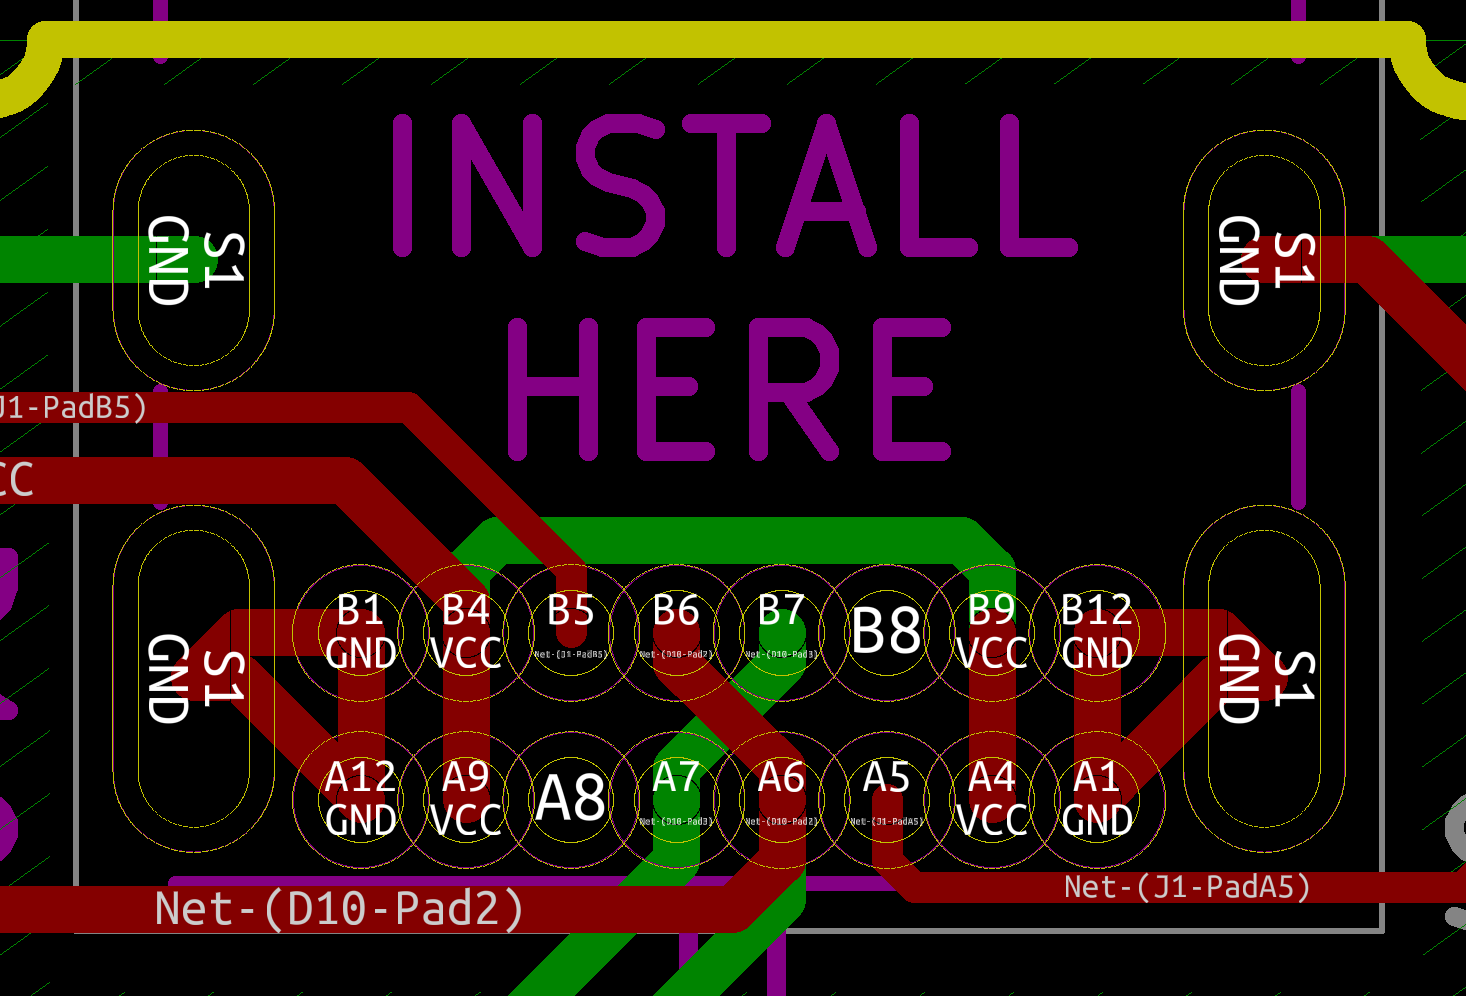 INSTALL
GND S1
GND S1
HERE
J1-PadB5)
CC
B1 B4 B5 B6 B7 B8 B9 B12
GND VCC Net-(J1-PadB5) Net-(D10-Pad2) Net-(D10-Pad3) VCC GND
GND S1
GND S1
A12 A9 A8 A7 A6 A5 A4 A1
GND VCC Net-(D10-Pad3) Net-(D10-Pad2) Net-(J1-PadA5) VCC GND
Net-(D10-Pad2)
Net-(J1-PadA5)